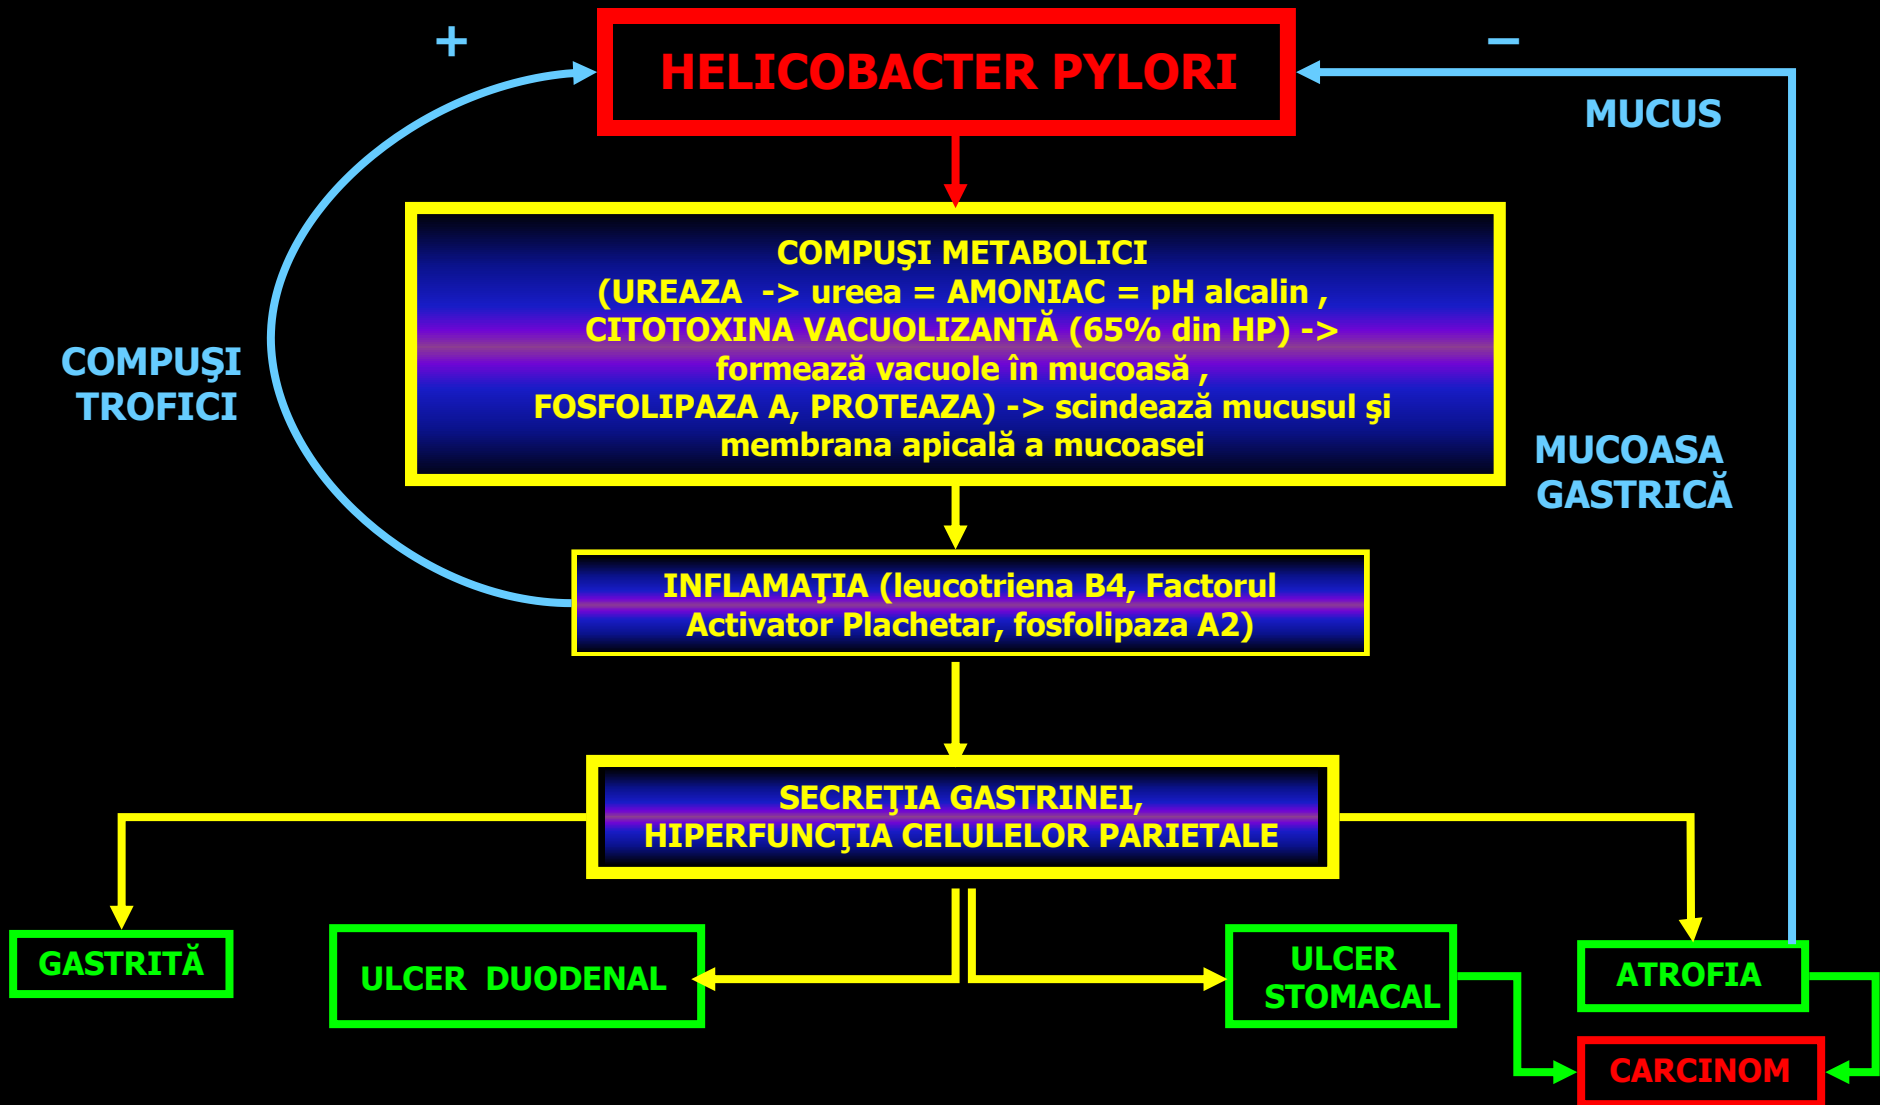 +
–
HELICOBACTER PYLORI
MUCUS
COMPUŞI METABOLICI
(UREAZA -> ureea = AMONIAC = pH alcalin ,
CITOTOXINA VACUOLIZANTĂ (65% din HP) ->
formează vacuole în mucoasă ,
FOSFOLIPAZA A, PROTEAZA) -> scindează mucusul şi
membrana apicală a mucoasei
COMPUŞI
TROFICI
MUCOASA
GASTRICĂ
INFLAMAŢIA (leucotriena B4, Factorul
Activator Plachetar, fosfolipaza A2)
SECREŢIA GASTRINEI,
HIPERFUNCŢIA CELULELOR PARIETALE
GASTRITĂ
ULCER DUODENAL
ULCER
STOMACAL
ATROFIA
CARCINOM